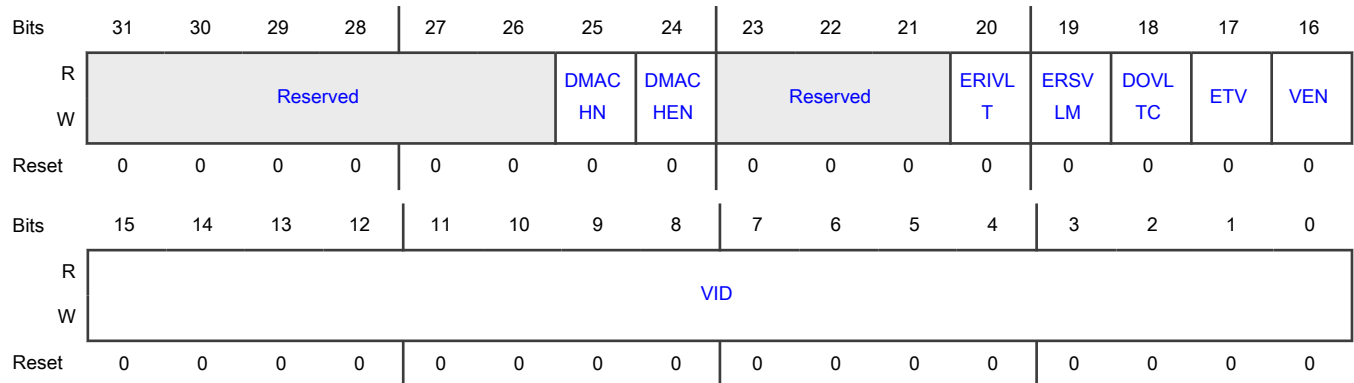 Bits 31 30 29 28 27 26 25 24 23 22 21 20 19 18 17 16
R
W
Reserved DMAC HN DMAC HEN Reserved ERIVL T ERSV LM DOVL TC ETV VEN
Reset 0 0 0 0 0 0 0 0 0 0 0 0 0 0 0 0
Bits 15 14 13 12 11 10 9 8 7 6 5 4 3 2 1 0
R
W
VID
Reset 0 0 0 0 0 0 0 0 0 0 0 0 0 0 0 0